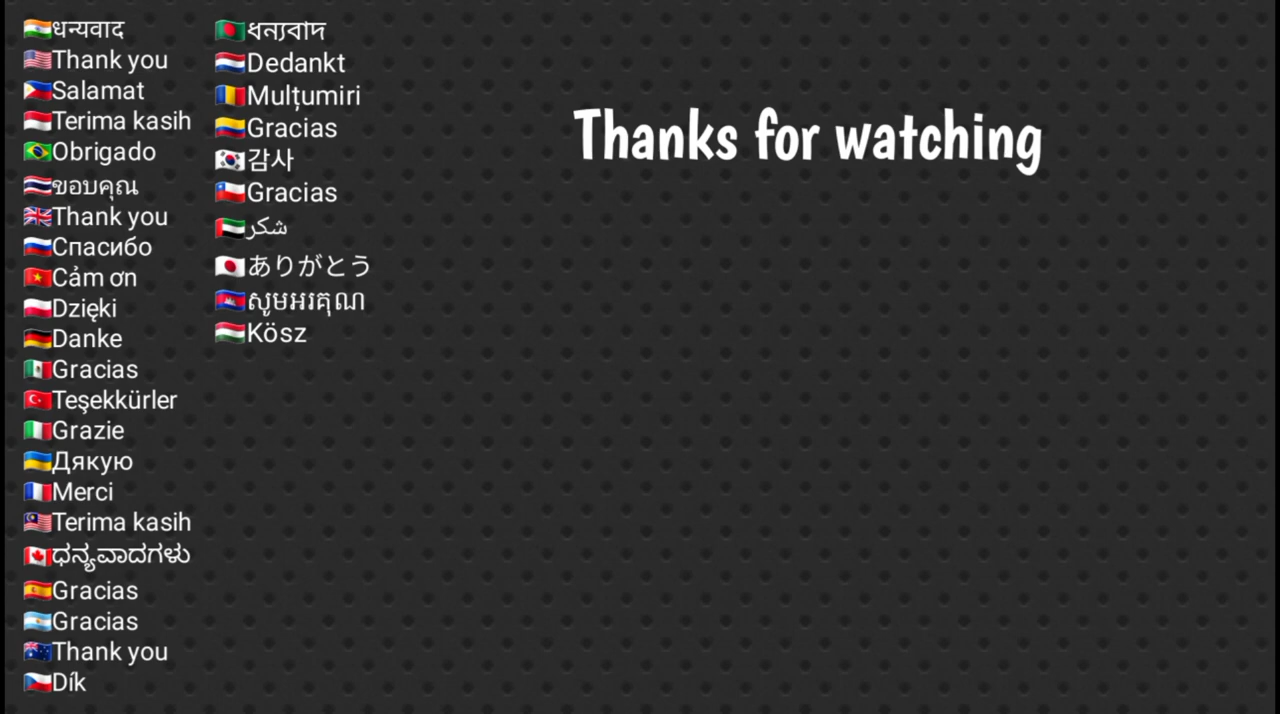 🇮🇳धन्यवाद
🇺🇸Thank you
🇵🇭Salamat
🇮🇩Terima kasih
🇧🇷Obrigado
🇹🇭ขอบคุณ
🇬🇧Thank you
🇷🇺Спасибо
🇻🇳Cảm ơn
🇵🇱Dzięki
🇩🇪Danke
🇲🇽Gracias
🇹🇷Teşekkürler
🇮🇹Grazie
🇺🇦Дякую
🇫🇷Merci
🇲🇾Terima kasih
🇨🇦ಧನ್ಯವಾದಗಳು
🇪🇸Gracias
🇦🇷Gracias
🇦🇺Thank you
🇨🇿Dík
🇧🇩ধন্যবাদ
🇳🇱Dedankt
🇷🇴Mulțumiri
🇨🇴Gracias
🇰🇷감사
🇨🇱Gracias
🇦🇪شكر
🇯🇵ありがとう
🇰🇭សូមអរគុណ
🇭🇺Kösz
Thanks for watching